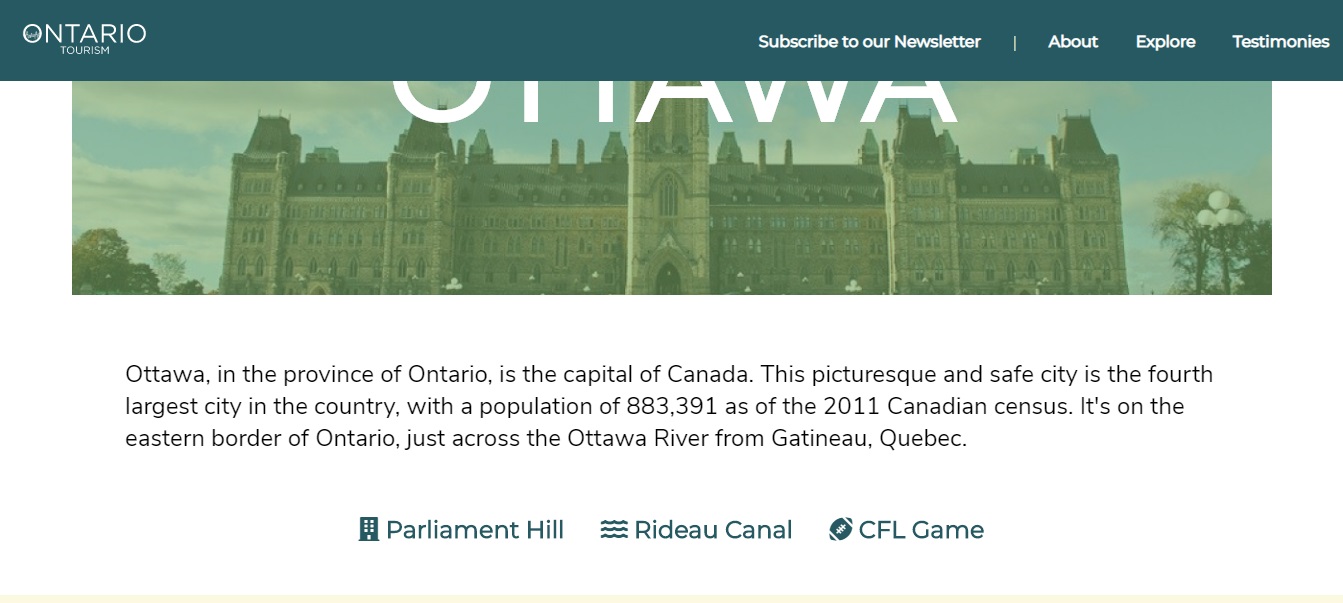 ONTARIO
TOURISM
Subscribe to our Newsletter | About Explore Testimonies
OTTAWA
Ottawa, in the province of Ontario, is the capital of Canada. This picturesque and safe city is the fourth
largest city in the country, with a population of 883,391 as of the 2011 Canadian census. It's on the
eastern border of Ontario, just across the Ottawa River from Gatineau, Quebec.
Parliament Hill Rideau Canal CFL Game